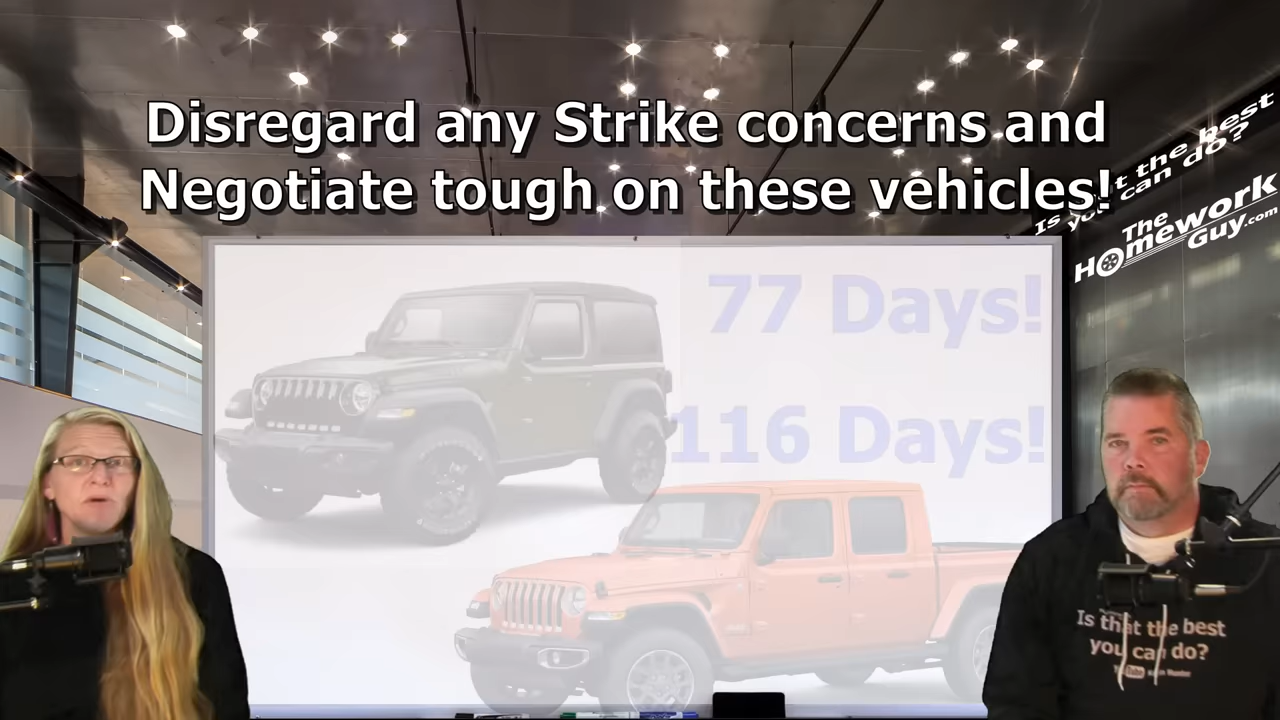 Disregard any Strike concerns and
Negotiate tough on these vehicles!
Is you
t the best
can do?
The
Homework
Guy.com
77 Days!
116 Days!
Is that the best
you can do?
YouTube